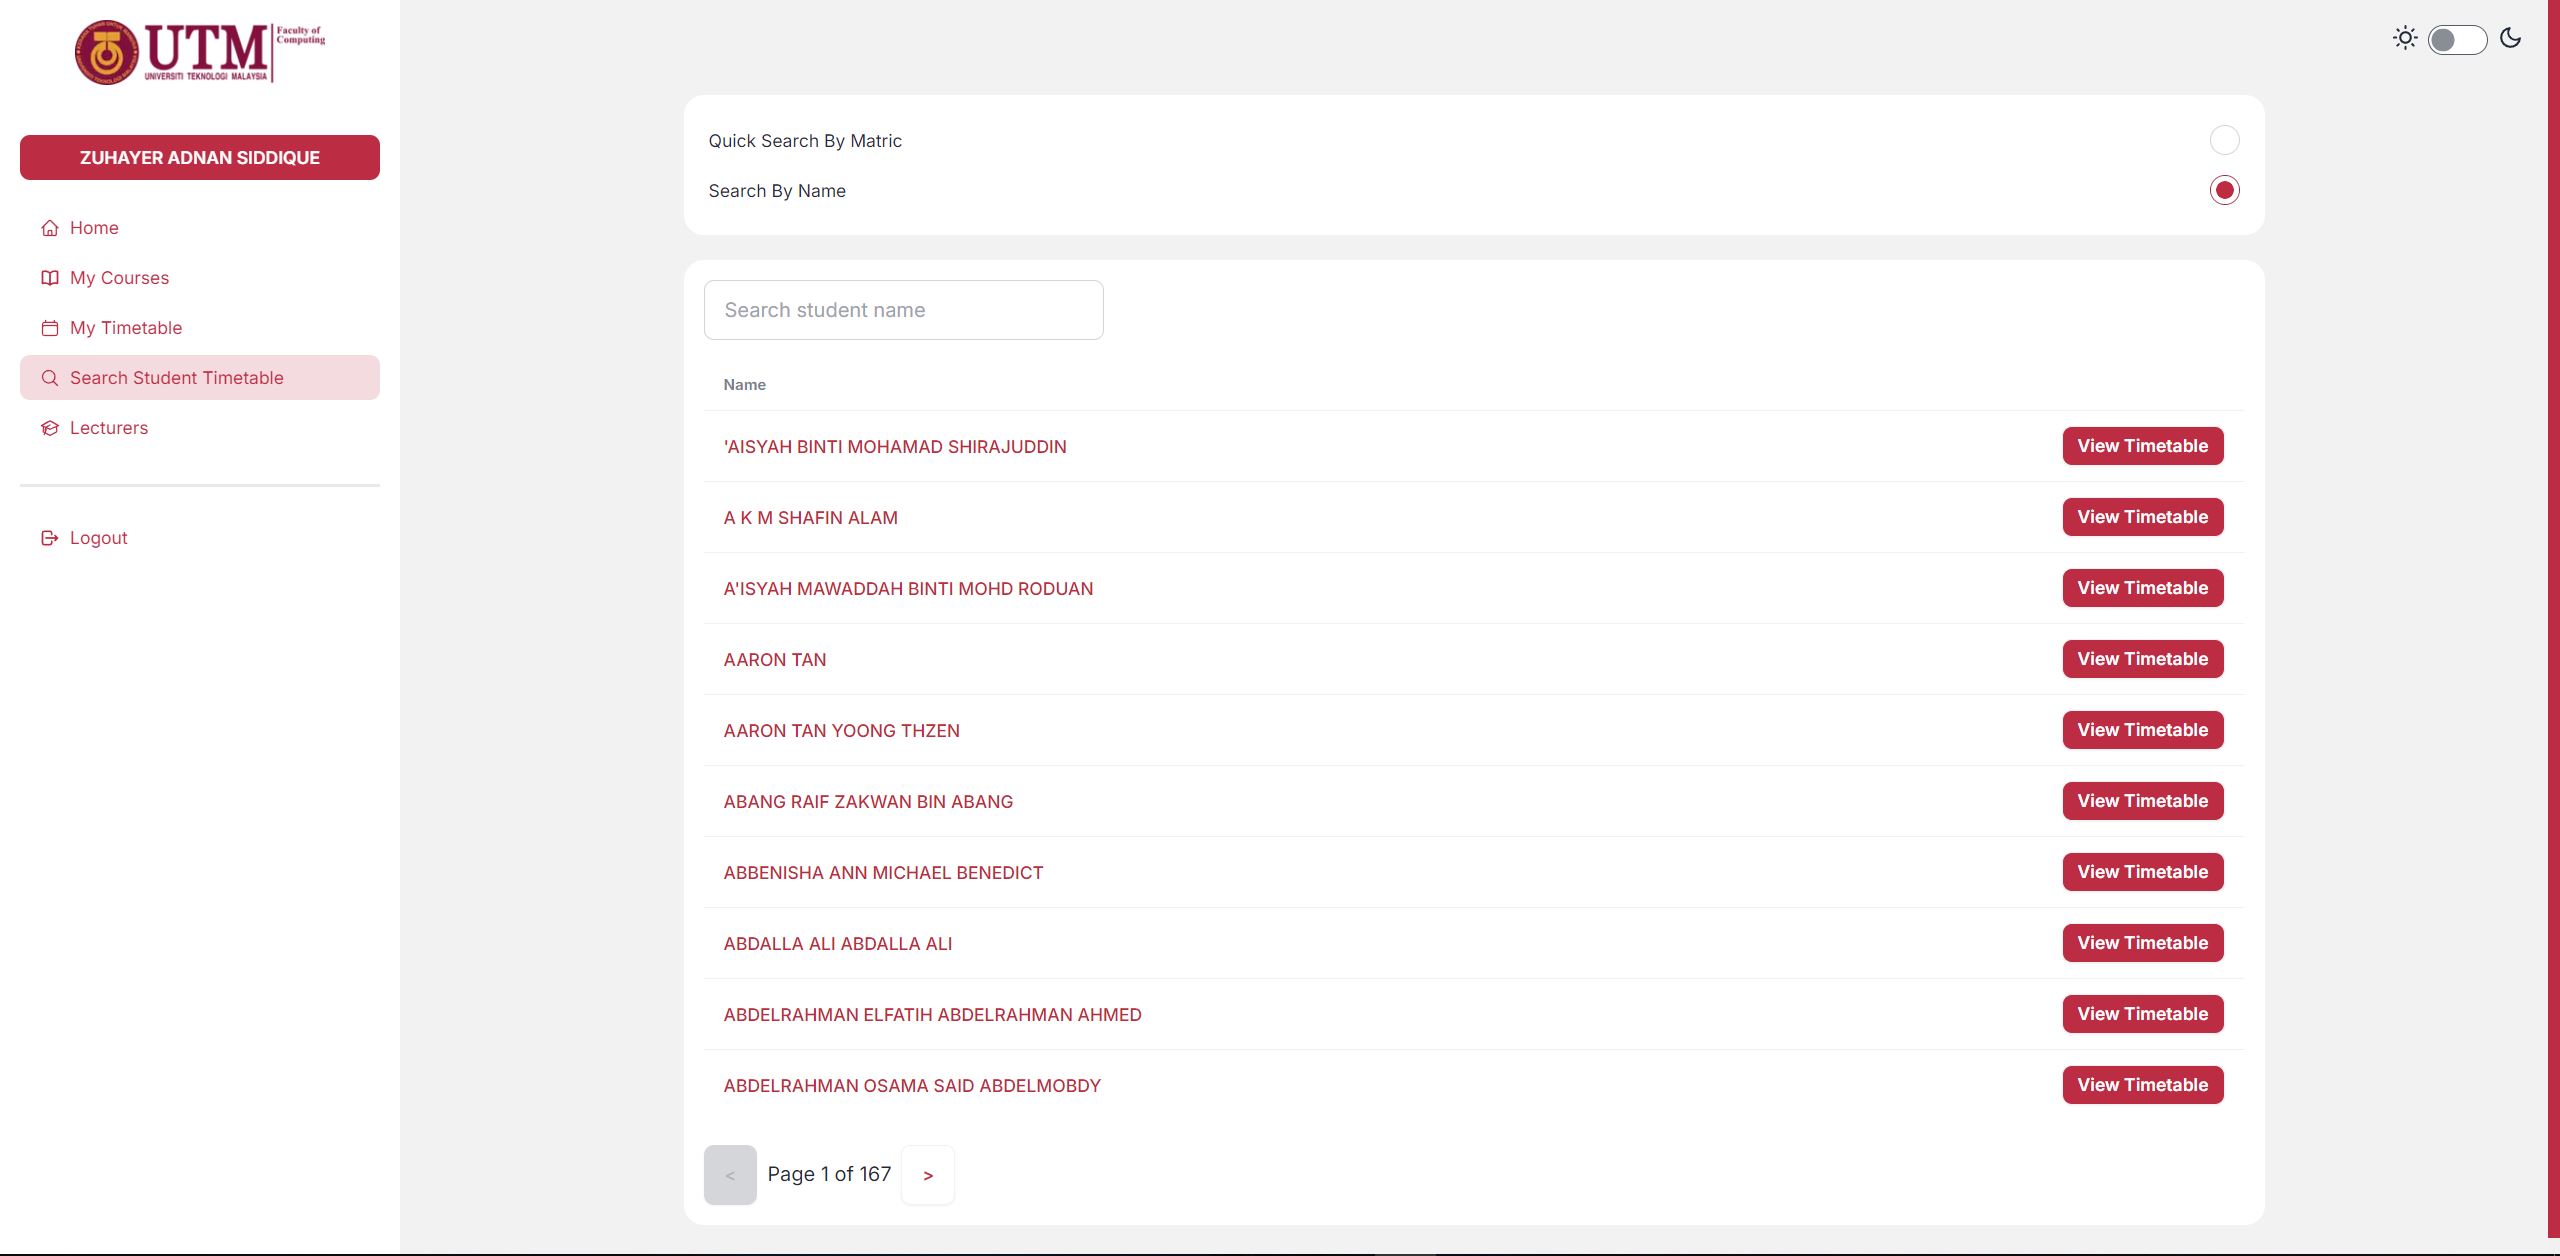 UTM
UNIVERSITI TEKNOLOGI MALAYSIA
Faculty of
Computing
ZUHAYER ADNAN SIDDIQUE
Home
My Courses
My Timetable
Search Student Timetable
Lecturers
Logout
Quick Search By Matric
Search By Name
Search student name
Name
'AISYAH BINTI MOHAMAD SHIRAJUDDIN View Timetable
A K M SHAFIN ALAM View Timetable
A'ISYAH MAWADDAH BINTI MOHD RODUAN View Timetable
AARON TAN View Timetable
AARON TAN YOONG THZEN View Timetable
ABANG RAIF ZAKWAN BIN ABANG View Timetable
ABBENISHA ANN MICHAEL BENEDICT View Timetable
ABDALLA ALI ABDALLA ALI View Timetable
ABDELRAHMAN ELFATIH ABDELRAHMAN AHMED View Timetable
ABDELRAHMAN OSAMA SAID ABDELMOBDY View Timetable
< Page 1 of 167 >